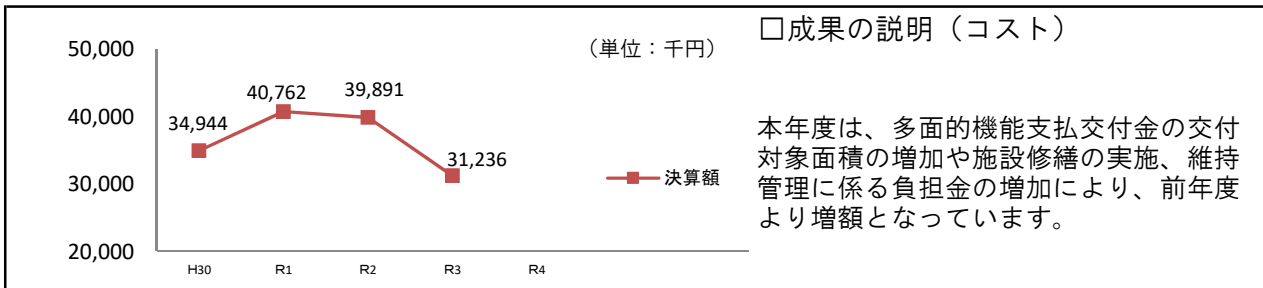 50,000
40,000
30,000
20,000
（単位：千円）
34,944
40,762
39,891
31,236
決算額
H30 R1 R2 R3 R4
□成果の説明（コスト）
本年度は、多面的機能支払交付金の交付
対象面積の増加や施設修繕の実施、維持
管理に係る負担金の増加により、前年度
より増額となっています。